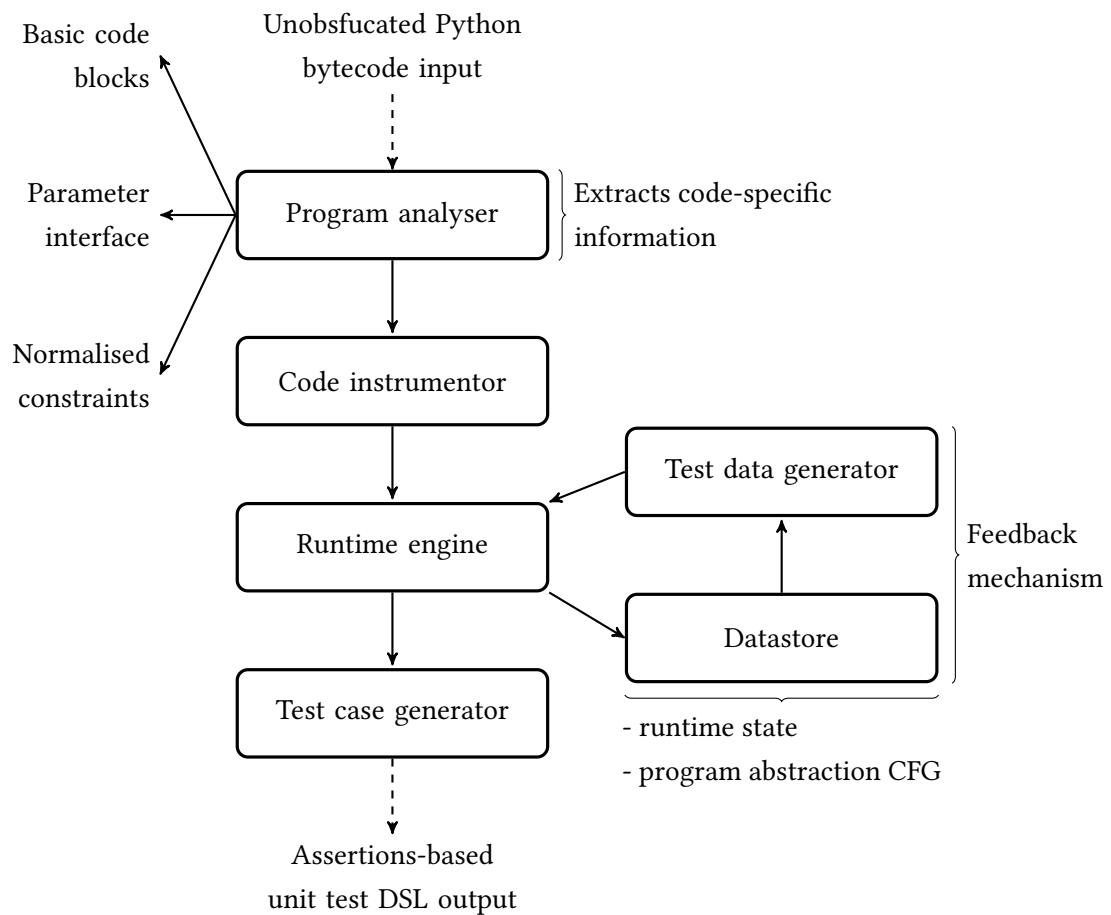 Unobsfucated Python
bytecode input
Basic code
blocks
Parameter
interface
Normalised
constraints
Program analyser
Extracts code-specific
information
Code instrumentor
Test data generator
Runtime engine
Feedback
mechanism
Datastore
Test case generator
- runtime state
- program abstraction CFG
Assertions-based
unit test DSL output